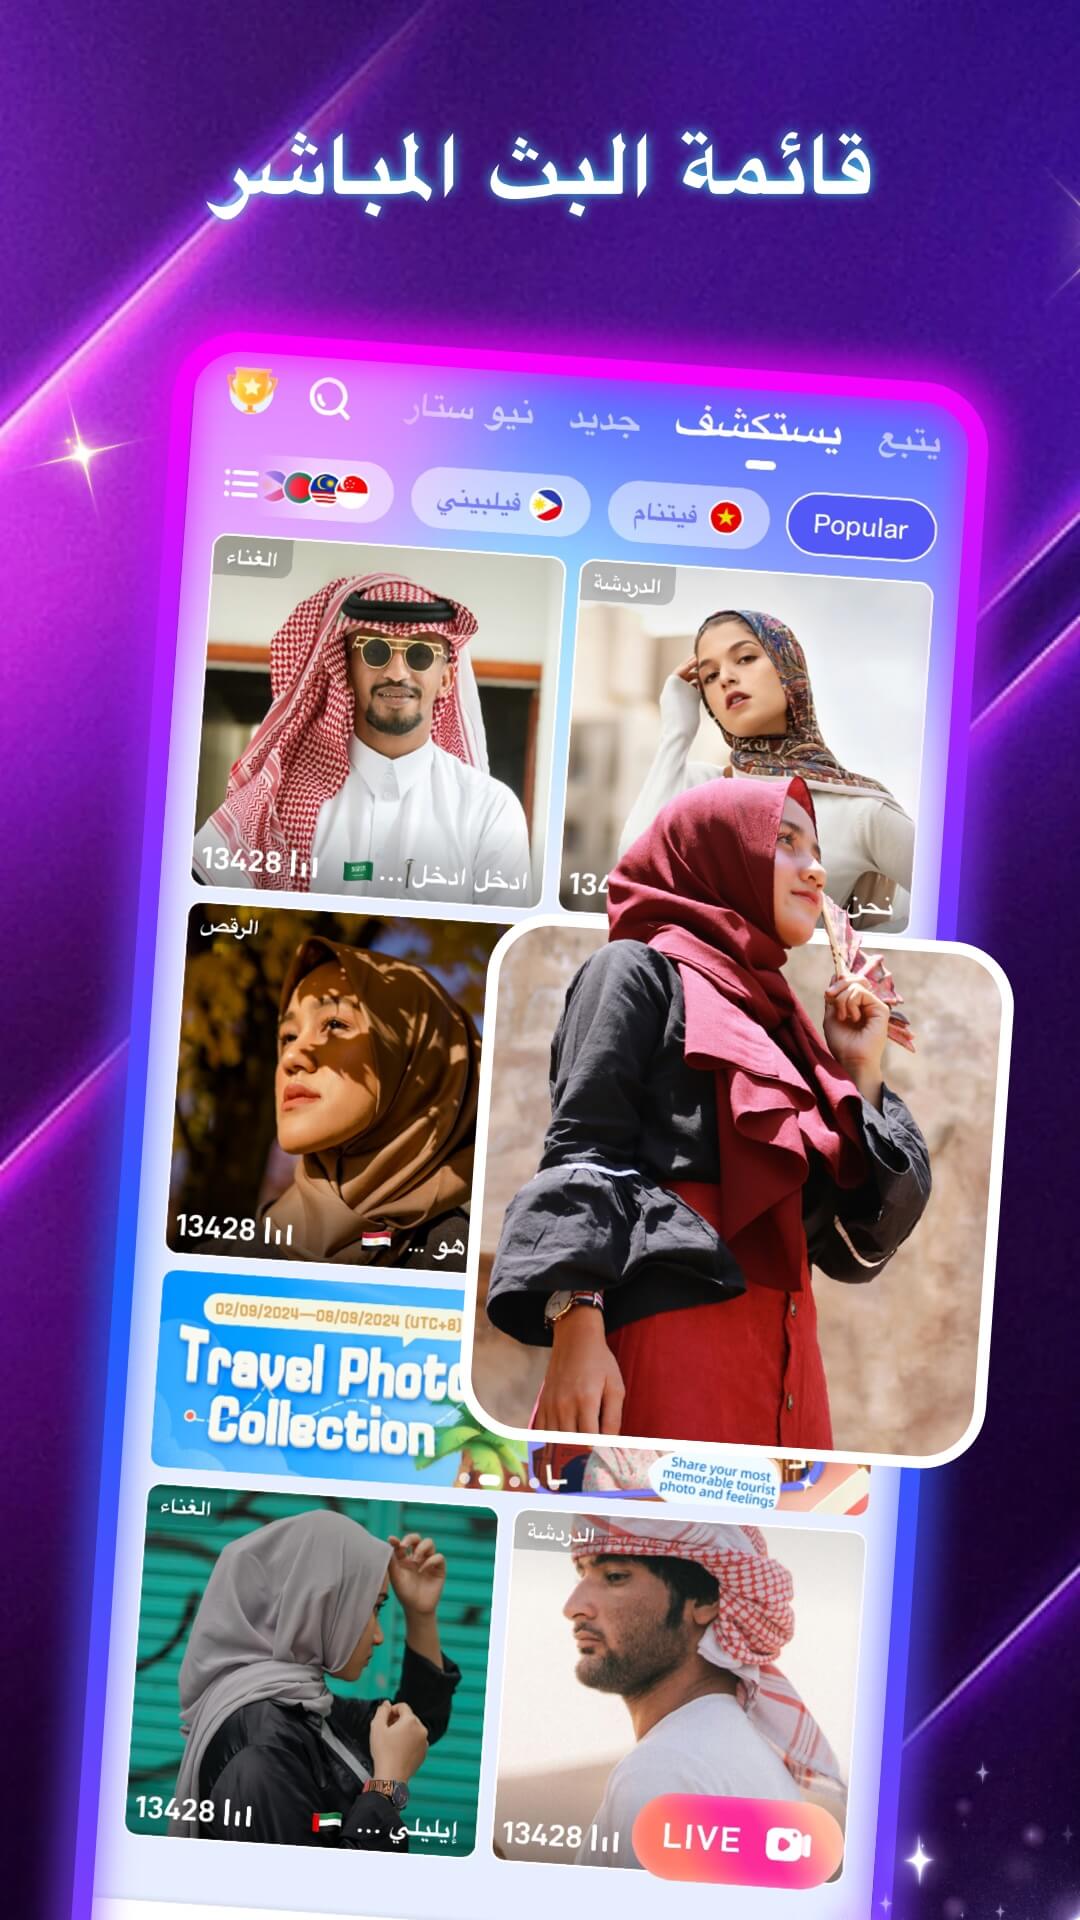 قائمة البث المباشر
يتبع يستكشف جديد نيو ستار
Popular فيتنام فيلبيني
الغناء
الدردشة
13428 ادخل ادخل ...
نحن
الرقص
13428 هو ...
02/09/2024—08/09/2024 (UTC+8)
Travel Photo
Collection
Share your most
memorable tourist
photo and feelings
الغناء
الدردشة
13428 إيليلي ...
13428
LIVE